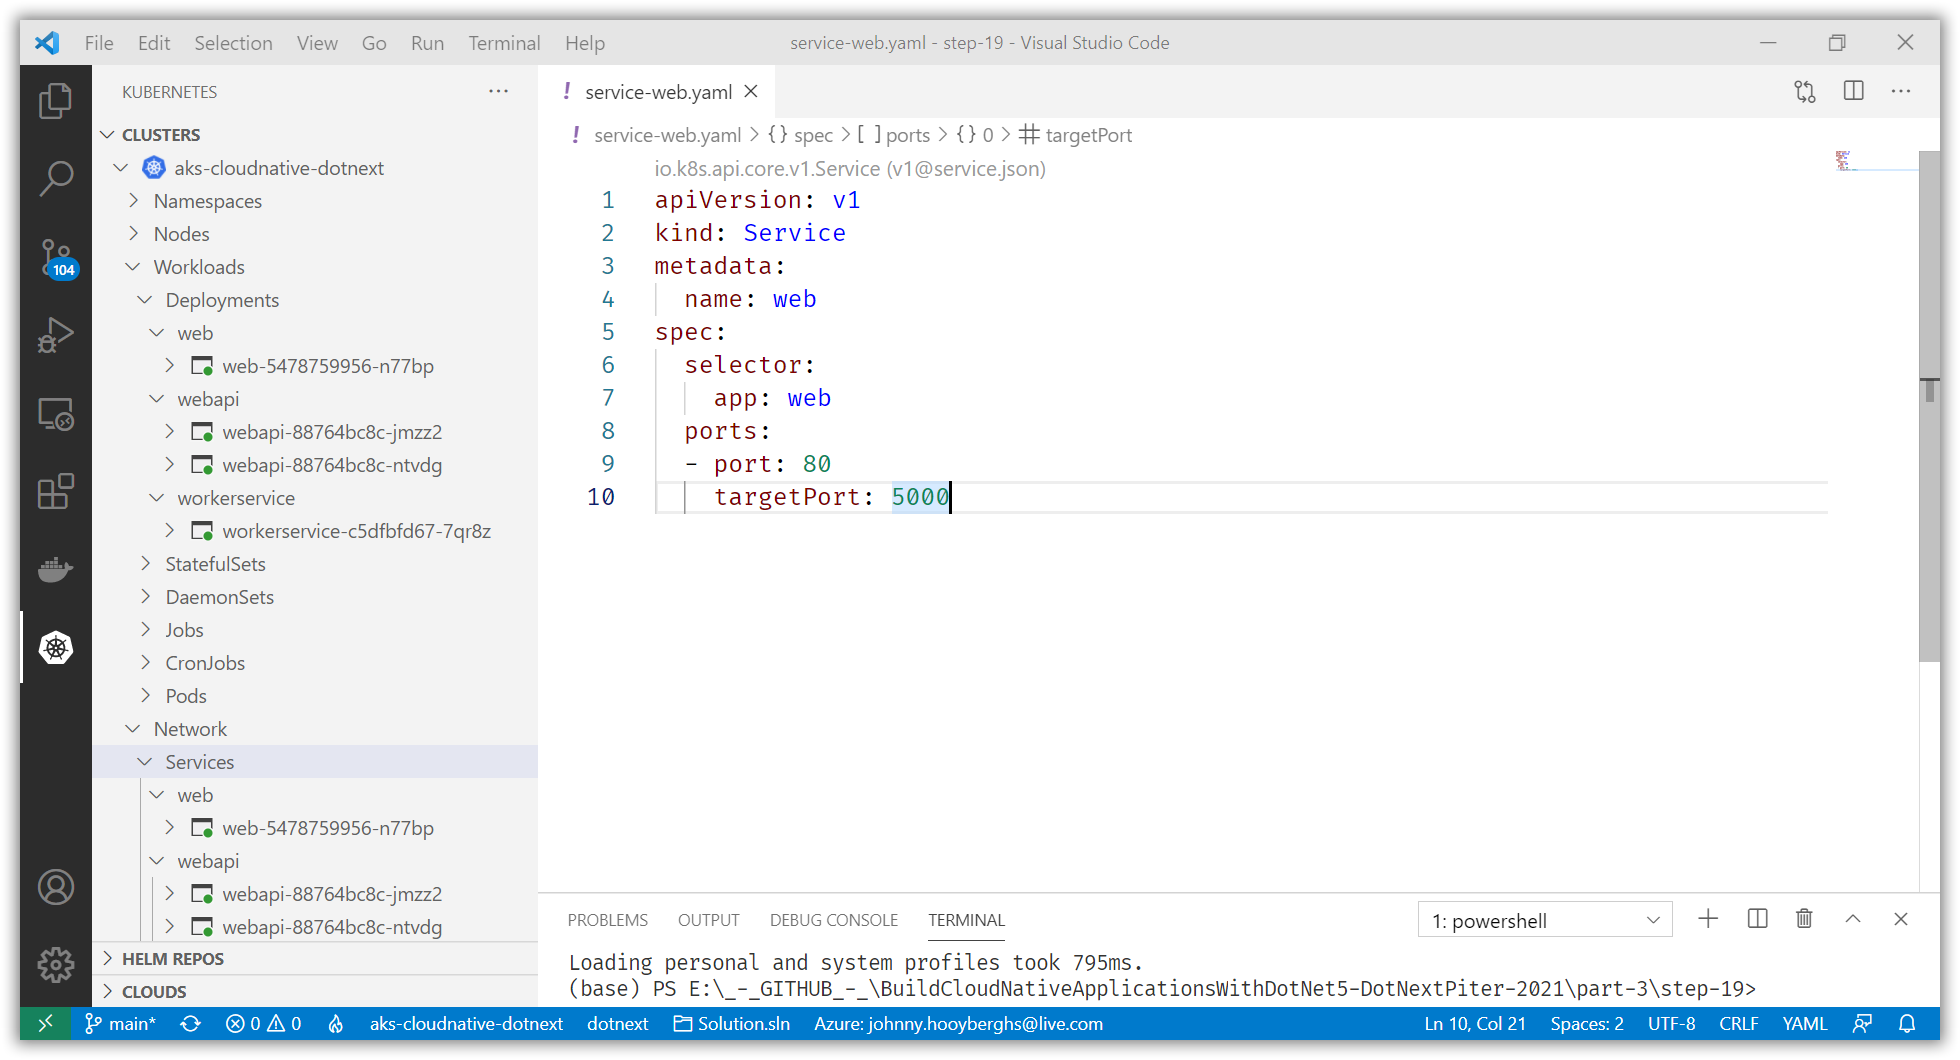 File Edit Selection View Go Run Terminal Help service-web.yaml - step-19 - Visual Studio Code
KUBERNETES
CLUSTERS
aks-cloudnative-dotnext
Namespaces
Nodes
Workloads
Deployments
web
web-5478759956-n77bp
webapi
webapi-88764bc8c-jmzz2
webapi-88764bc8c-ntvdg
workerservice
workerservice-c5dfbfd67-7qr8z
StatefulSets
DaemonSets
Jobs
CronJobs
Pods
Network
Services
web
web-5478759956-n77bp
webapi
webapi-88764bc8c-jmzz2
webapi-88764bc8c-ntvdg
HELM REPOS
CLOUDS
104
! service-web.yaml
! service-web.yaml > {} spec > [ ] ports > {} 0 > # targetPort
io.k8s.api.core.v1.Service (v1@service.json)
1 apiVersion: v1
2 kind: Service
3 metadata:
4   name: web
5 spec:
6   selector:
7     app: web
8   ports:
9   - port: 80
10     targetPort: 5000
PROBLEMS OUTPUT DEBUG CONSOLE TERMINAL 1: powershell
Loading personal and system profiles took 795ms.
(base) PS E:\_-_GITHUB_-_\BuildCloudNativeApplicationsWithDotNet5-DotNextPiter-2021\part-3\step-19>
main* 0 0 aks-cloudnative-dotnext dotnext Solution.sln Azure: johnny.hooyberghs@live.com Ln 10, Col 21 Spaces: 2 UTF-8 CRLF YAML